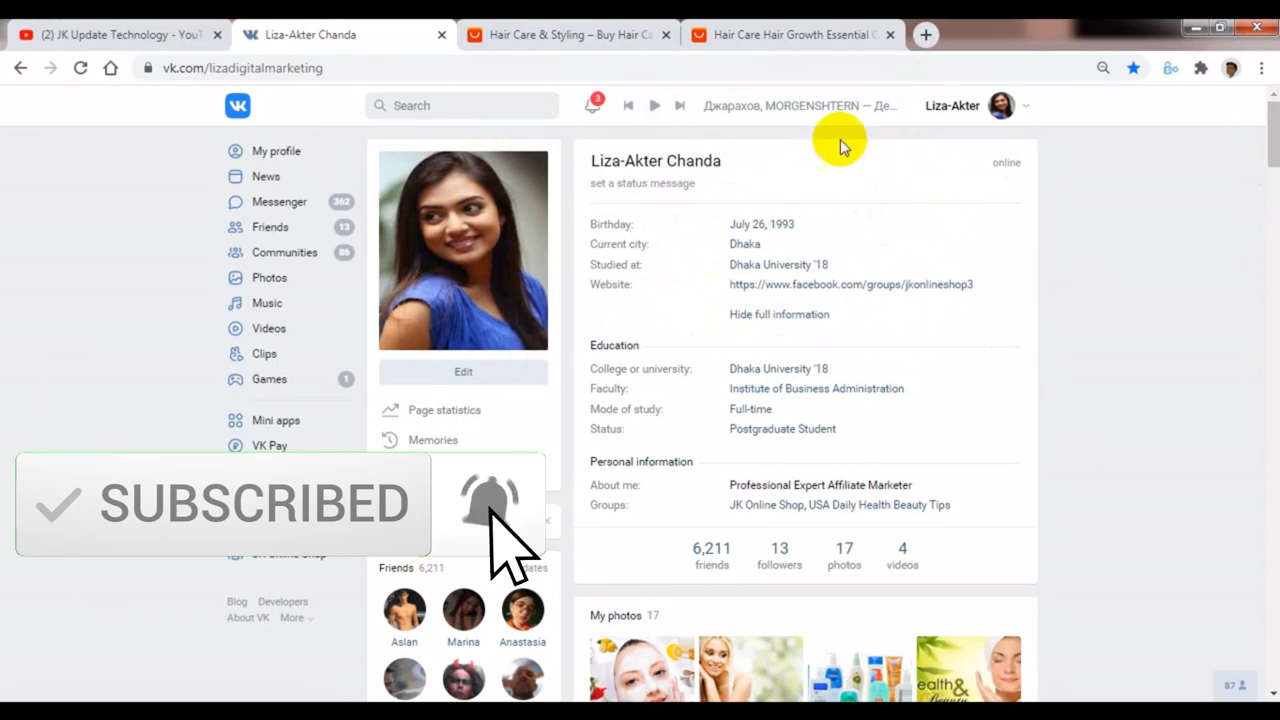 (2) JK Update Technology - YouT
Liza-Akter Chanda
Hair Care & Styling – Buy Hair Ca
Hair Care Hair Growth Essential C
vk.com/lizadigitalmarketing
Search
3
Джарахов, MORGENSHTERN — Де...
Liza-Akter
My profile
News
Messenger 362
Friends 13
Communities 86
Photos
Music
Videos
Clips
Games 1
Mini apps
VK Pay
Blog Developers
About VK More
Edit
Page statistics
Memories
SUBSCRIBED
Friends 6,211
Aslan Marina Anastasia
Liza-Akter Chanda
online
set a status message
Birthday: July 26, 1993
Current city: Dhaka
Studied at: Dhaka University '18
Website: https://www.facebook.com/groups/jkonlineshop3
Hide full information
Education
College or university: Dhaka University '18
Faculty: Institute of Business Administration
Mode of study: Full-time
Status: Postgraduate Student
Personal information
About me: Professional Expert Affiliate Marketer
Groups: JK Online Shop, USA Daily Health Beauty Tips
6,211 13 17 4
friends followers photos videos
My photos 17
ealth&
Beauty
87